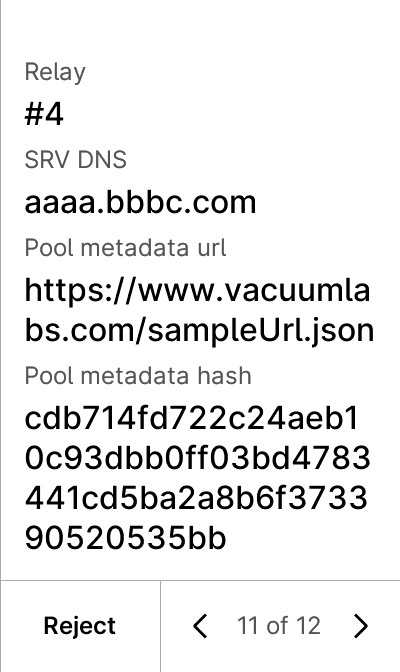 Relay
#4
SRV DNS
aaaa.bbbc.com
Pool metadata url
https://www.vacuumla
bs.com/sampleUrl.json
Pool metadata hash
cdb714fd722c24aeb1
0c93dbb0ff03bd4783
441cd5ba2a8b6f3733
90520535bb
Reject
11 of 12